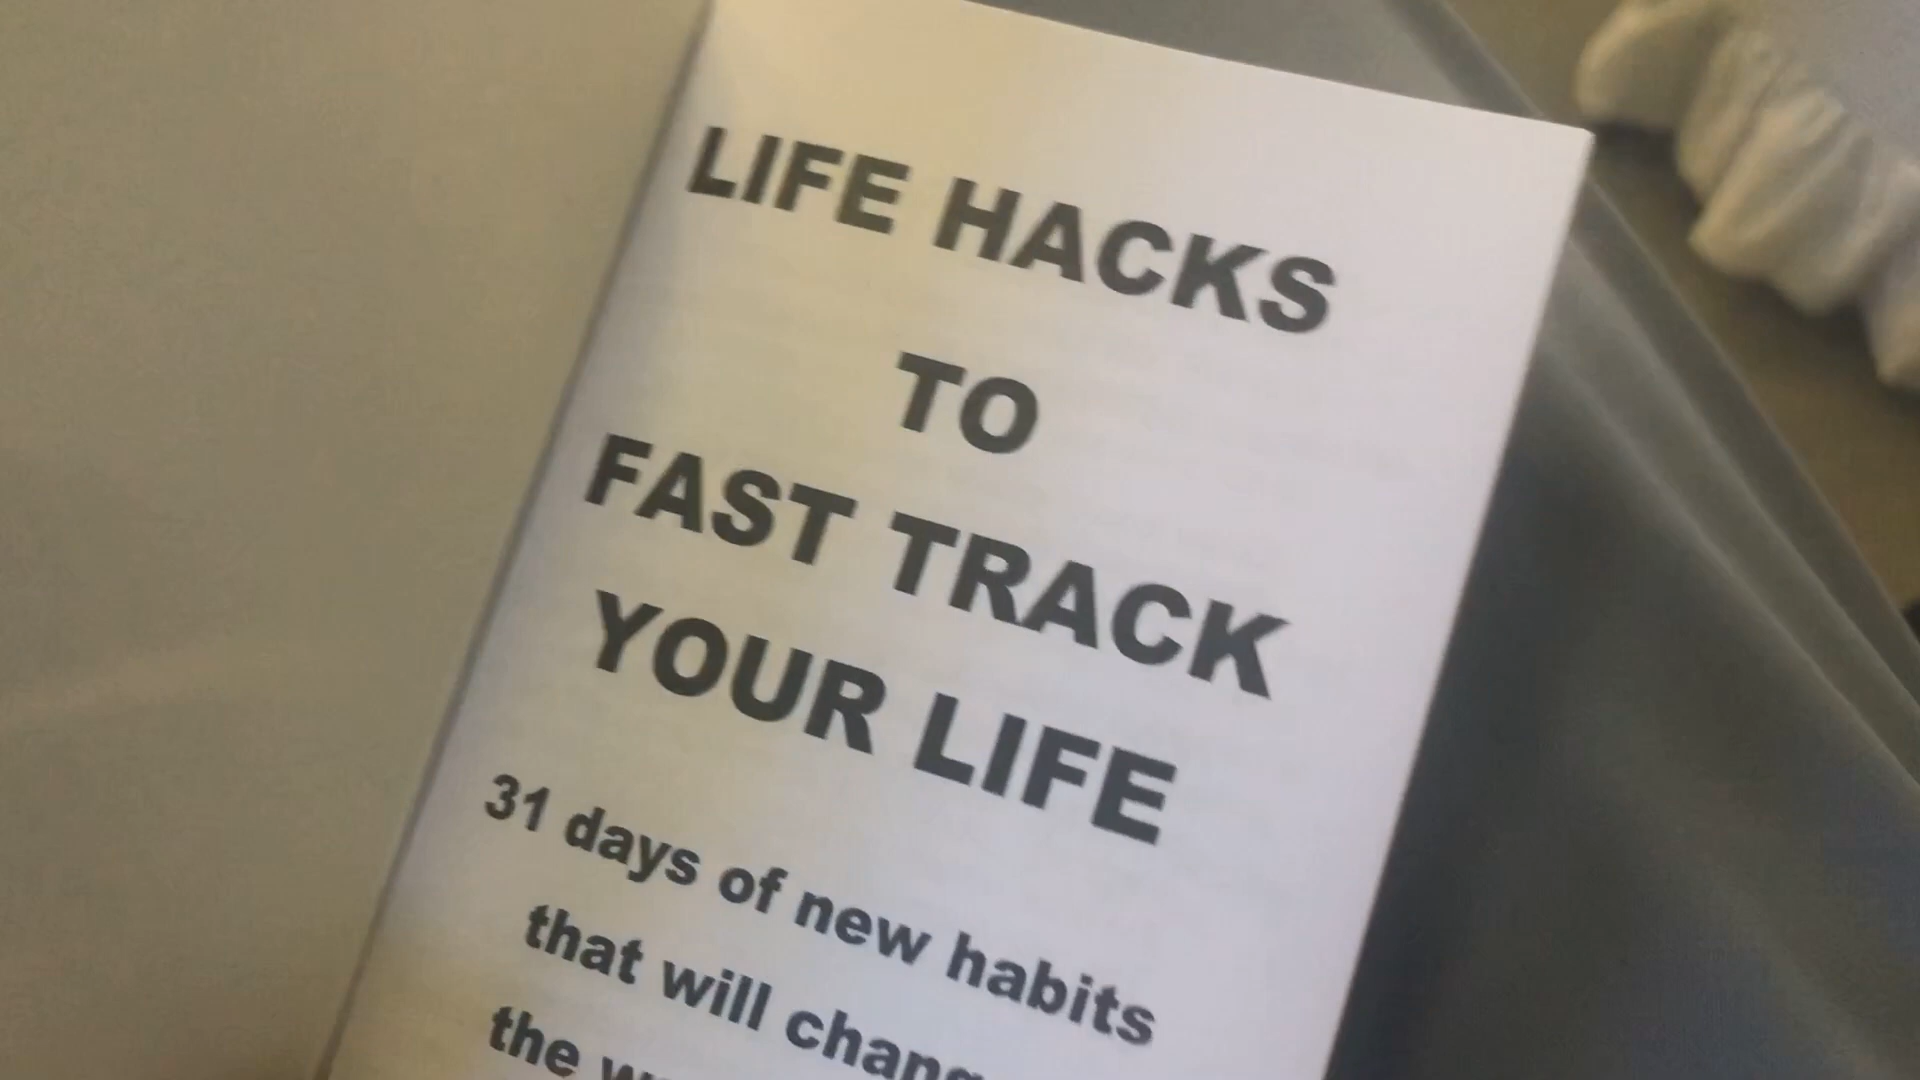 LIFE HACKS
TO
FAST TRACK
YOUR LIFE
31 days of new habits
that will
the